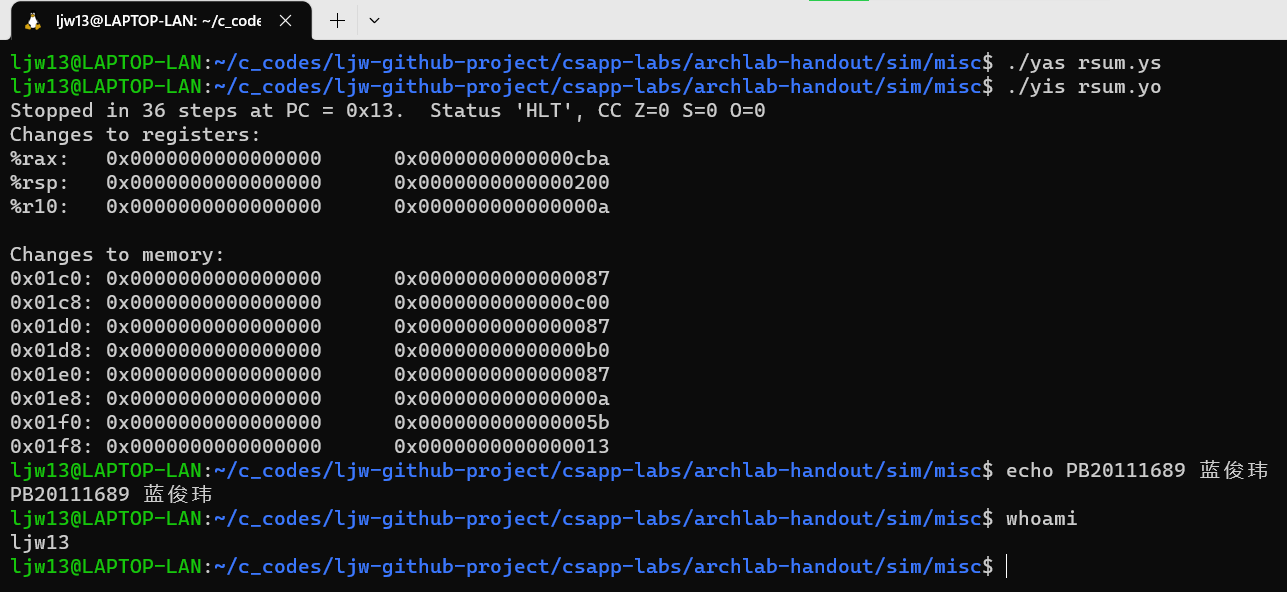 ljw13@LAPTOP-LAN: ~/c_code
ljw13@LAPTOP-LAN:~/c_codes/ljw-github-project/csapp-labs/archlab-handout/sim/misc$ ./yas rsum.ys
ljw13@LAPTOP-LAN:~/c_codes/ljw-github-project/csapp-labs/archlab-handout/sim/misc$ ./yis rsum.yo
Stopped in 36 steps at PC = 0x13.  Status 'HLT', CC Z=0 S=0 O=0
Changes to registers:
%rax:   0x0000000000000000      0x0000000000000cba
%rsp:   0x0000000000000000      0x0000000000000200
%r10:   0x0000000000000000      0x000000000000000a
Changes to memory:
0x01c0: 0x0000000000000000      0x0000000000000087
0x01c8: 0x0000000000000000      0x0000000000000c00
0x01d0: 0x0000000000000000      0x0000000000000087
0x01d8: 0x0000000000000000      0x00000000000000b0
0x01e0: 0x0000000000000000      0x0000000000000087
0x01e8: 0x0000000000000000      0x000000000000000a
0x01f0: 0x0000000000000000      0x000000000000005b
0x01f8: 0x0000000000000000      0x0000000000000013
ljw13@LAPTOP-LAN:~/c_codes/ljw-github-project/csapp-labs/archlab-handout/sim/misc$ echo PB20111689 蓝俊玮
PB20111689 蓝俊玮
ljw13@LAPTOP-LAN:~/c_codes/ljw-github-project/csapp-labs/archlab-handout/sim/misc$ whoami
ljw13
ljw13@LAPTOP-LAN:~/c_codes/ljw-github-project/csapp-labs/archlab-handout/sim/misc$